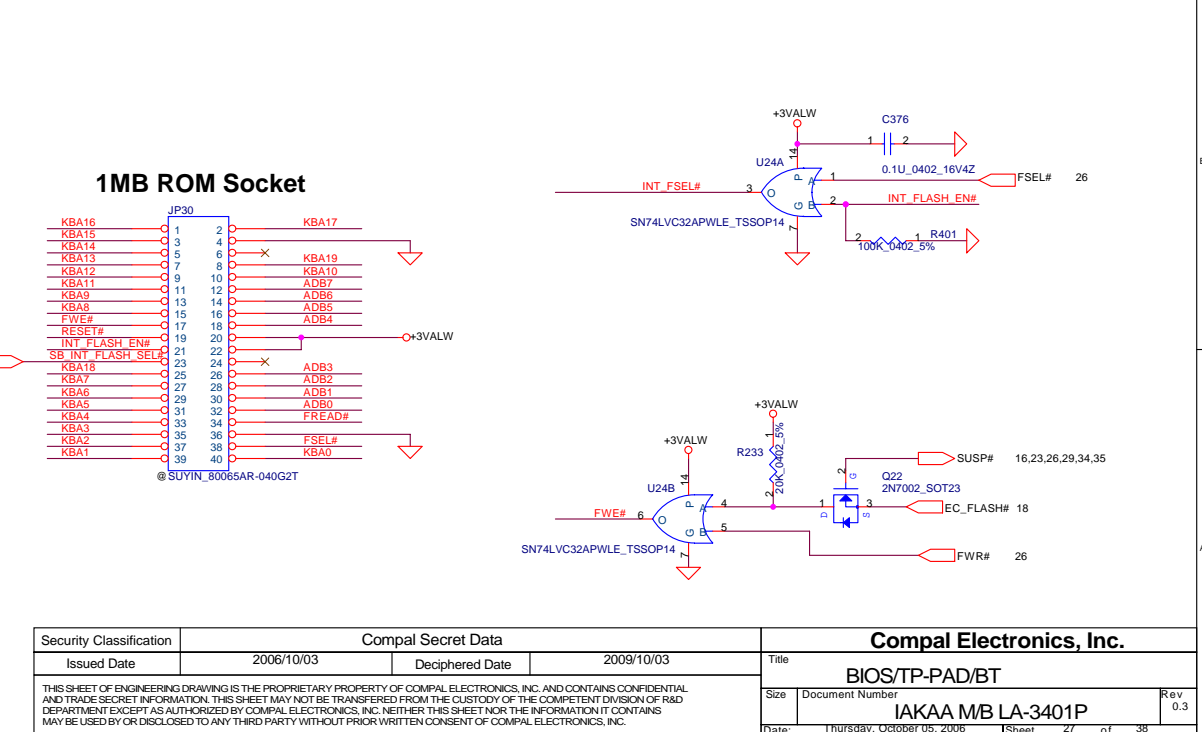 +3VALW
C376
1 2
U24A
14
P
0.1U_0402_16V4Z
1MB ROM Socket
INT_FSEL#
3
O
A
1
FSEL# 26
G
B
2
INT_FLASH_EN#
SN74LVC32APWLE_TSSOP14
7
2
1
R401
100K_0402_5%
JP30
KBA16 1 2 KBA17
KBA15 3 4
KBA14 5 6
KBA13 7 8 KBA19
KBA12 9 10 KBA10
KBA11 11 12 ADB7
KBA9 13 14 ADB6
KBA8 15 16 ADB5
FWE# 17 18 ADB4
RESET# 19 20 +3VALW
INT_FLASH_EN# 21 22
SB_INT_FLASH_SEL# 23 24
KBA18 25 26 ADB3
KBA7 27 28 ADB2
KBA6 29 30 ADB1
KBA5 31 32 ADB0
KBA4 33 34 FREAD#
KBA3 35 36
KBA2 37 38 FSEL#
KBA1 39 40 KBA0
@ SUYIN_80065AR-040G2T
+3VALW
+3VALW
R233
1
2
20K_0402_5%
SUSP# 16,23,26,29,34,35
2
G
Q22
2N7002_SOT23
U24B
14
P
FWE#
6
O
A
4
1
D
S
3
EC_FLASH# 18
G
B
5
SN74LVC32APWLE_TSSOP14
7
FWR# 26
Security Classification
Compal Secret Data
Compal Electronics, Inc.
Issued Date
2006/10/03
Deciphered Date
2009/10/03
Title
BIOS/TP-PAD/BT
THIS SHEET OF ENGINEERING DRAWING IS THE PROPRIETARY PROPERTY OF COMPAL ELECTRONICS, INC. AND CONTAINS CONFIDENTIAL
AND TRADE SECRET INFORMATION. THIS SHEET MAY NOT BE TRANSFERED FROM THE CUSTODY OF THE COMPETENT DIVISION OF R&D
DEPARTMENT EXCEPT AS AUTHORIZED BY COMPAL ELECTRONICS, INC. NEITHER THIS SHEET NOR THE INFORMATION IT CONTAINS
MAY BE USED BY OR DISCLOSED TO ANY THIRD PARTY WITHOUT PRIOR WRITTEN CONSENT OF COMPAL ELECTRONICS, INC.
Size
Document Number
Rev
IAKAA M/B LA-3401P
0.3
Date: Thursday, October 05, 2006 Sheet 27 of 38